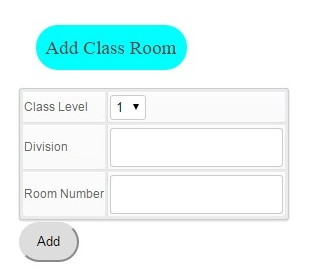 Add Class Room
Class Level 1
Division
Room Number
Add